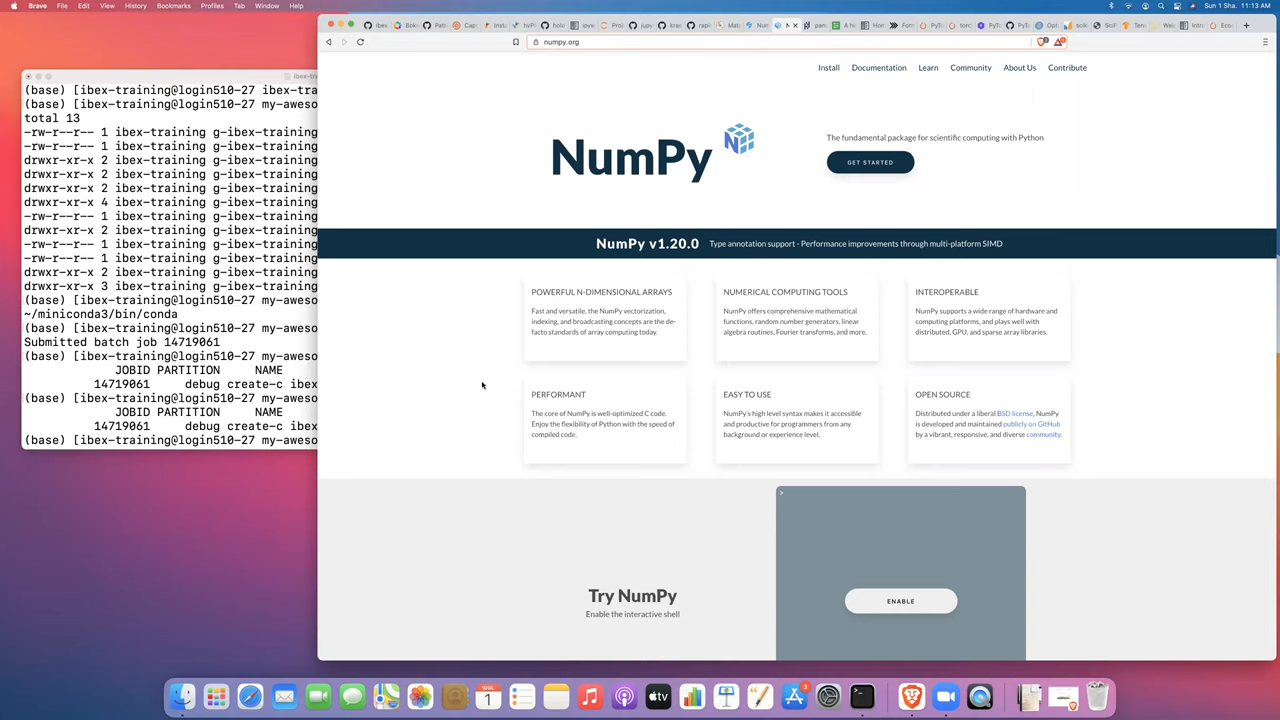 Brave File Edit View History Bookmarks Profiles Tab Window Help
Sun 1 Sha. 11:13 AM
numpy.org
(base) [ibex-training@login510-27 ibex-tra
(base) [ibex-training@login510-27 my-aweso
total 13
-rw-r--r-- 1 ibex-training g-ibex-training
-rw-r--r-- 1 ibex-training g-ibex-training
drwxr-xr-x 2 ibex-training g-ibex-training
drwxr-xr-x 2 ibex-training g-ibex-training
drwxr-xr-x 4 ibex-training g-ibex-training
-rw-r--r-- 1 ibex-training g-ibex-training
drwxr-xr-x 2 ibex-training g-ibex-training
-rw-r--r-- 1 ibex-training g-ibex-training
-rw-r--r-- 1 ibex-training g-ibex-training
drwxr-xr-x 2 ibex-training g-ibex-training
drwxr-xr-x 3 ibex-training g-ibex-training
(base) [ibex-training@login510-27 my-aweso
~/miniconda3/bin/conda
(base) [ibex-training@login510-27 my-aweso
Submitted batch job 14719061
(base) [ibex-training@login510-27 my-aweso
JOBID PARTITION NAME
14719061 debug create-c ibex
(base) [ibex-training@login510-27 my-aweso
JOBID PARTITION NAME
14719061 debug create-c ibex
(base) [ibex-training@login510-27 my-aweso
Install Documentation Learn Community About Us Contribute
NumPy
The fundamental package for scientific computing with Python
GET STARTED
NumPy v1.20.0 Type annotation support - Performance improvements through multi-platform SIMD
POWERFUL N-DIMENSIONAL ARRAYS
Fast and versatile, the NumPy vectorization,
indexing, and broadcasting concepts are the de-
facto standards of array computing today.
NUMERICAL COMPUTING TOOLS
NumPy offers comprehensive mathematical
functions, random number generators, linear
algebra routines, Fourier transforms, and more.
INTEROPERABLE
NumPy supports a wide range of hardware and
computing platforms, and plays well with
distributed, GPU, and sparse array libraries.
PERFORMANT
The core of NumPy is well-optimized C code.
Enjoy the flexibility of Python with the speed of
compiled code.
EASY TO USE
NumPy's high level syntax makes it accessible
and productive for programmers from any
background or experience level.
OPEN SOURCE
Distributed under a liberal BSD license, NumPy
is developed and maintained publicly on GitHub
by a vibrant, responsive, and diverse community.
>
Try NumPy
Enable the interactive shell
ENABLE
SHA.
1
tv
3